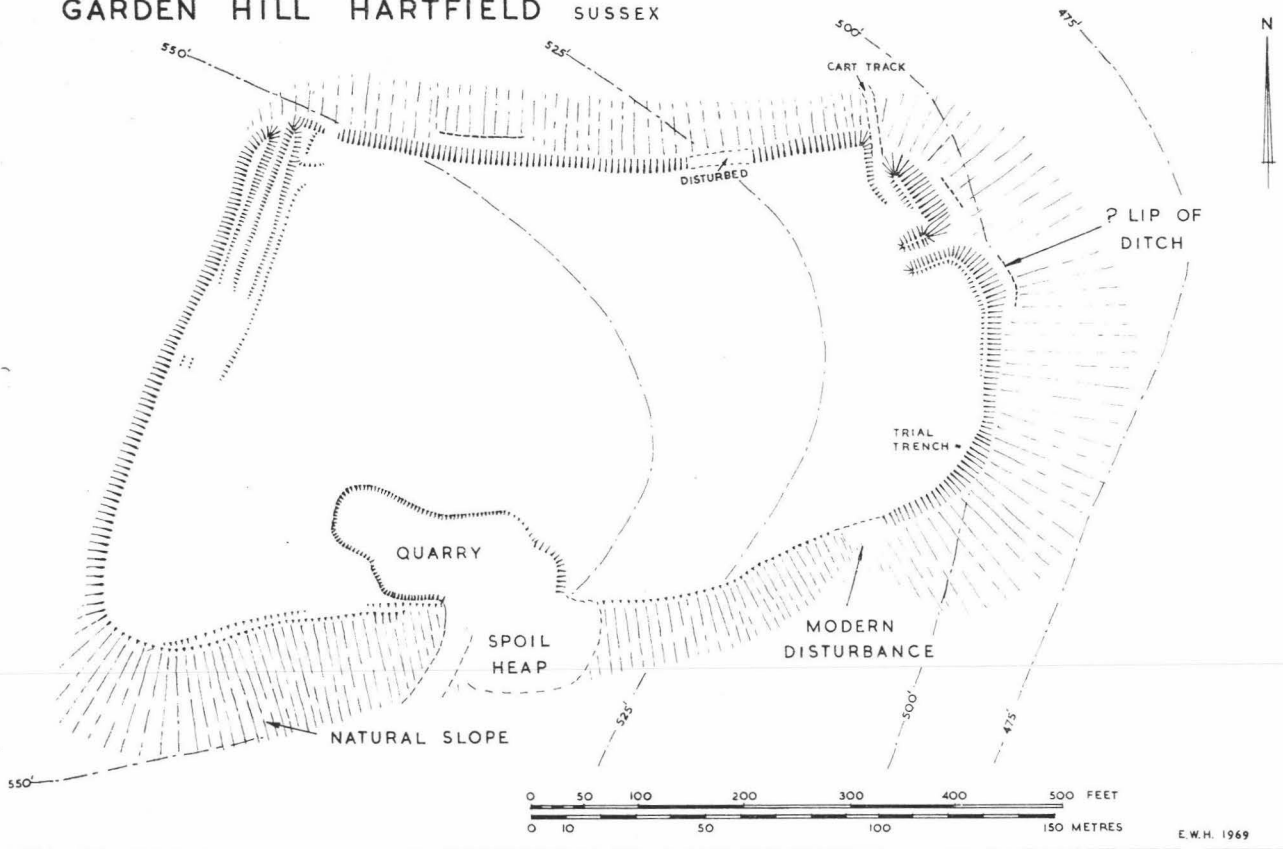 GARDEN HILL HARTFIELD SUSSEX
N
550'
525'
500'
475'
CART TRACK
DISTURBED
? LIP OF
DITCH
TRIAL
TRENCH
QUARRY
SPOIL
HEAP
MODERN
DISTURBANCE
NATURAL SLOPE
550'
525'
500'
475'
0 50 100 200 300 400 500 FEET
0 10 50 100 150 METRES
E.W.H. 1969